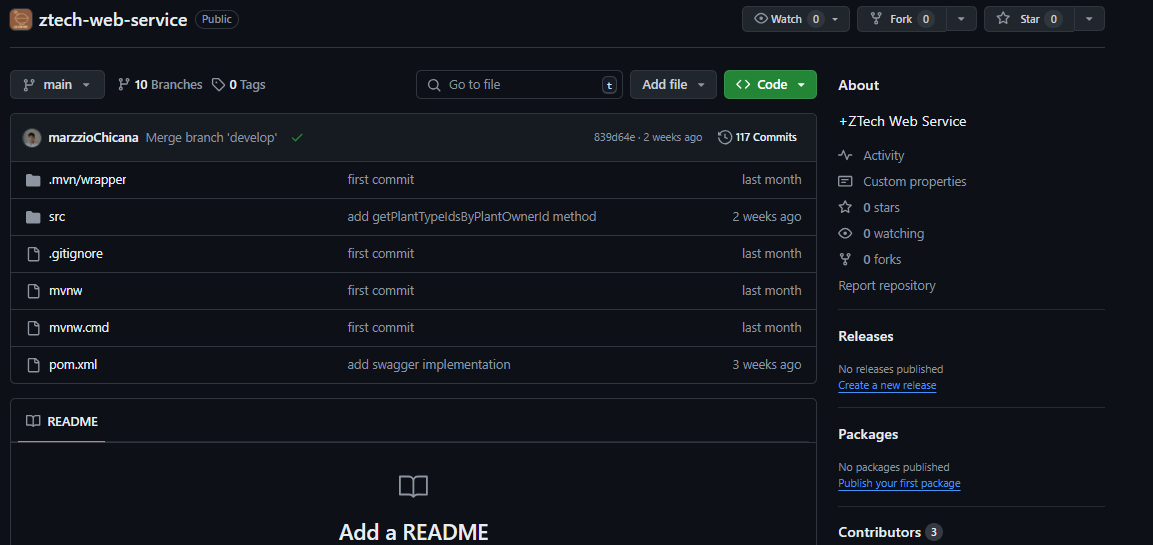 ztech-web-service Public
Watch 0
Fork 0
Star 0
main
10 Branches
0 Tags
Go to file
t
Add file
Code
marzzioChicana Merge branch 'develop'
839d64e · 2 weeks ago
117 Commits
.mvn/wrapper first commit last month
src add getPlantTypeIdsByPlantOwnerId method 2 weeks ago
.gitignore first commit last month
mvnw first commit last month
mvnw.cmd first commit last month
pom.xml add swagger implementation 3 weeks ago
README
Add a README
About
+ZTech Web Service
Activity
Custom properties
0 stars
0 watching
0 forks
Report repository
Releases
No releases published
Create a new release
Packages
No packages published
Publish your first package
Contributors 3